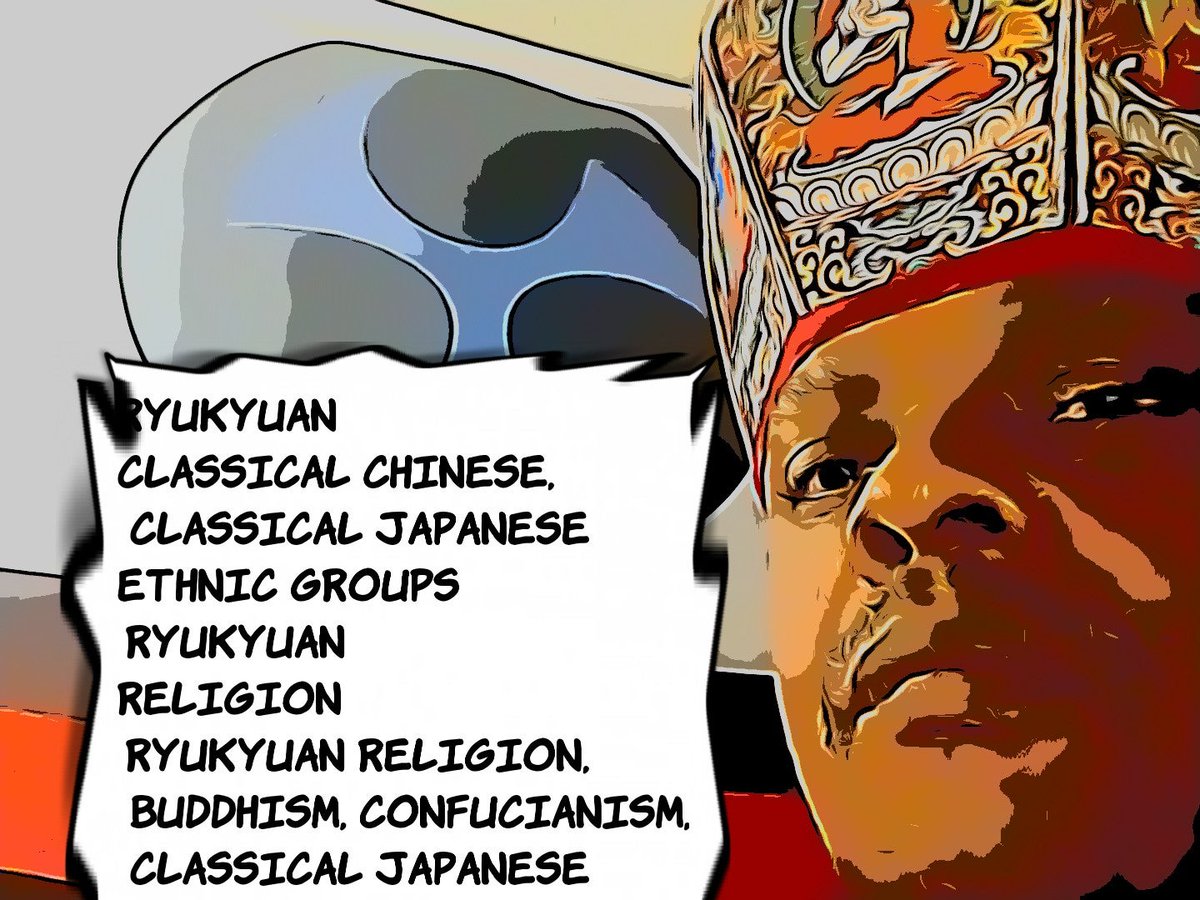 RYUKYUAN
CLASSICAL CHINESE,
CLASSICAL JAPANESE
ETHNIC GROUPS
RYUKYUAN
RELIGION
RYUKYUAN RELIGION,
BUDDHISM, CONFUCIANISM,
CLASSICAL JAPANESE